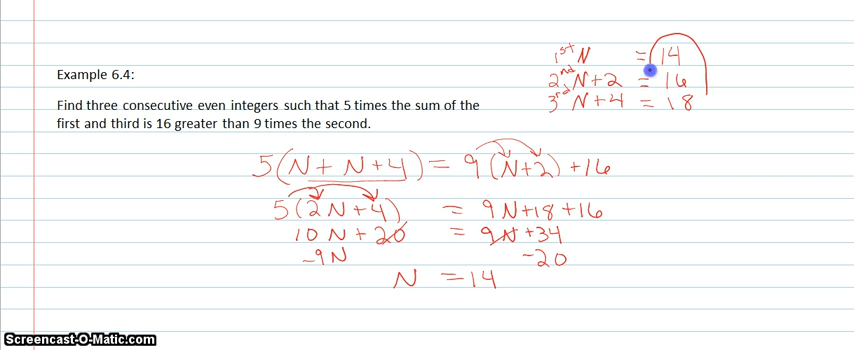 1st N = 14
2nd N+2 = 16
3rd N+4 = 18
Example 6.4:
Find three consecutive even integers such that 5 times the sum of the
first and third is 16 greater than 9 times the second.
5(N+N+4) = 9(N+2)+16
5(2N+4) = 9N+18+16
10N+20 = 9N+34
-9N -20
N = 14
Screencast-O-Matic.com